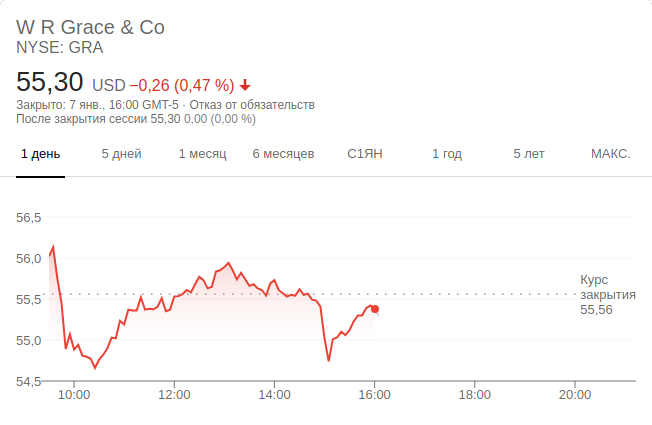 W R Grace & Co
NYSE: GRA
55,30 USD −0,26 (0,47 %)
Закрыто: 7 янв., 16:00 GMT-5 · Отказ от обязательств
После закрытия сессии 55,30 0,00 (0,00 %)
1 день 5 дней 1 месяц 6 месяцев С1ЯН 1 год 5 лет МАКС.
56,5
56,0
55,5
55,0
54,5
Курс
закрытия
55,56
10:00 12:00 14:00 16:00 18:00 20:00